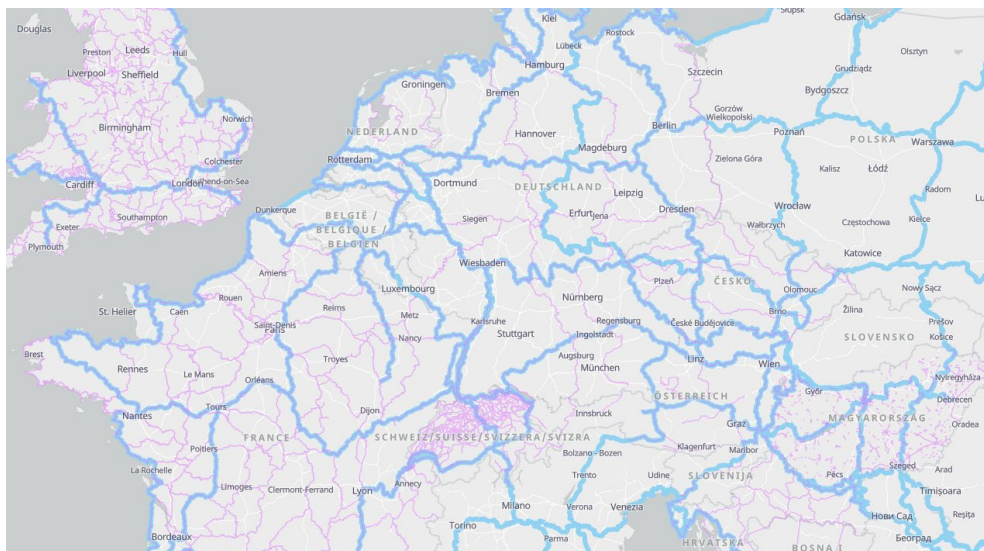 Douglas
Kiel
Rostock
Słupsk
Gdańsk
Preston
Leeds
Hull
Lübeck
Olsztyn
Liverpool
Sheffield
Hamburg
Szczecin
Grudziądz
Groningen
Bremen
Bydgoszcz
Birmingham
Norwich
NEDERLAND
Hannover
Berlin
Gorzów
Wielkopolski
Poznań
POLSKA
Warszawa
Colchester
Rotterdam
Magdeburg
Zielona Góra
Kalisz
Łódź
Cardiff
London
Dortmund
DEUTSCHLAND
Leipzig
Radom
Southampton
Dunkerque
BELGIË /
BELGIQUE /
BELGIEN
Siegen
Erfurt
Jena
Dresden
Wrocław
Częstochowa
Kielce
Exeter
Plymouth
Wałbrzych
Katowice
Amiens
Wiesbaden
Plzeň
ČESKO
Olomouc
Nowy Sącz
St. Helier
Caen
Rouen
Reims
Luxembourg
Nürnberg
Metz
Saint-Denis
Paris
Karlsruhe
Stuttgart
Regensburg
Ingolstadt
České Budějovice
Brno
Žilina
Prešov
SLOVENSKO
Košice
Brest
Rennes
Le Mans
Troyes
Nancy
Augsburg
München
Linz
Wien
Orléans
Nyíregyháza
Nantes
Tours
Dijon
Innsbruck
ÖSTERREICH
Győr
MAGYARORSZÁG
Debrecen
FRANCE
SCHWEIZ/SUISSE/SVIZZERA/SVIZRA
Graz
Oradea
Poitiers
Bolzano - Bozen
Klagenfurt
Maribor
La Rochelle
Limoges
Clermont-Ferrand
Lyon
Annecy
Trento
Udine
SLOVENIJA
Pécs
Szeged
Arad
Milano
Verona
Venezia
Timișoara
Bordeaux
Torino
Parma
HRVATSKA
BOSNA I
Нови Сад
Београд
Reșița